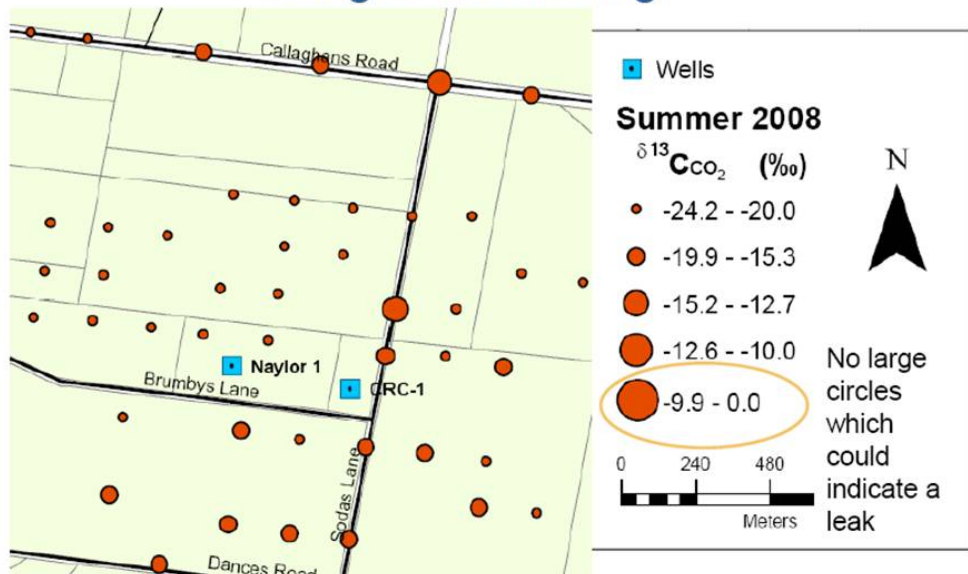 Callaghans Road
Naylor 1
CRC-1
Brumbys Lane
Sodas Lane
Dances Road
Wells
Summer 2008
δ13CCO2 (‰)
-24.2 - -20.0
-19.9 - -15.3
-15.2 - -12.7
-12.6 - -10.0
-9.9 - 0.0
0 240 480
Meters
N
No large
circles
which
could
indicate a
leak